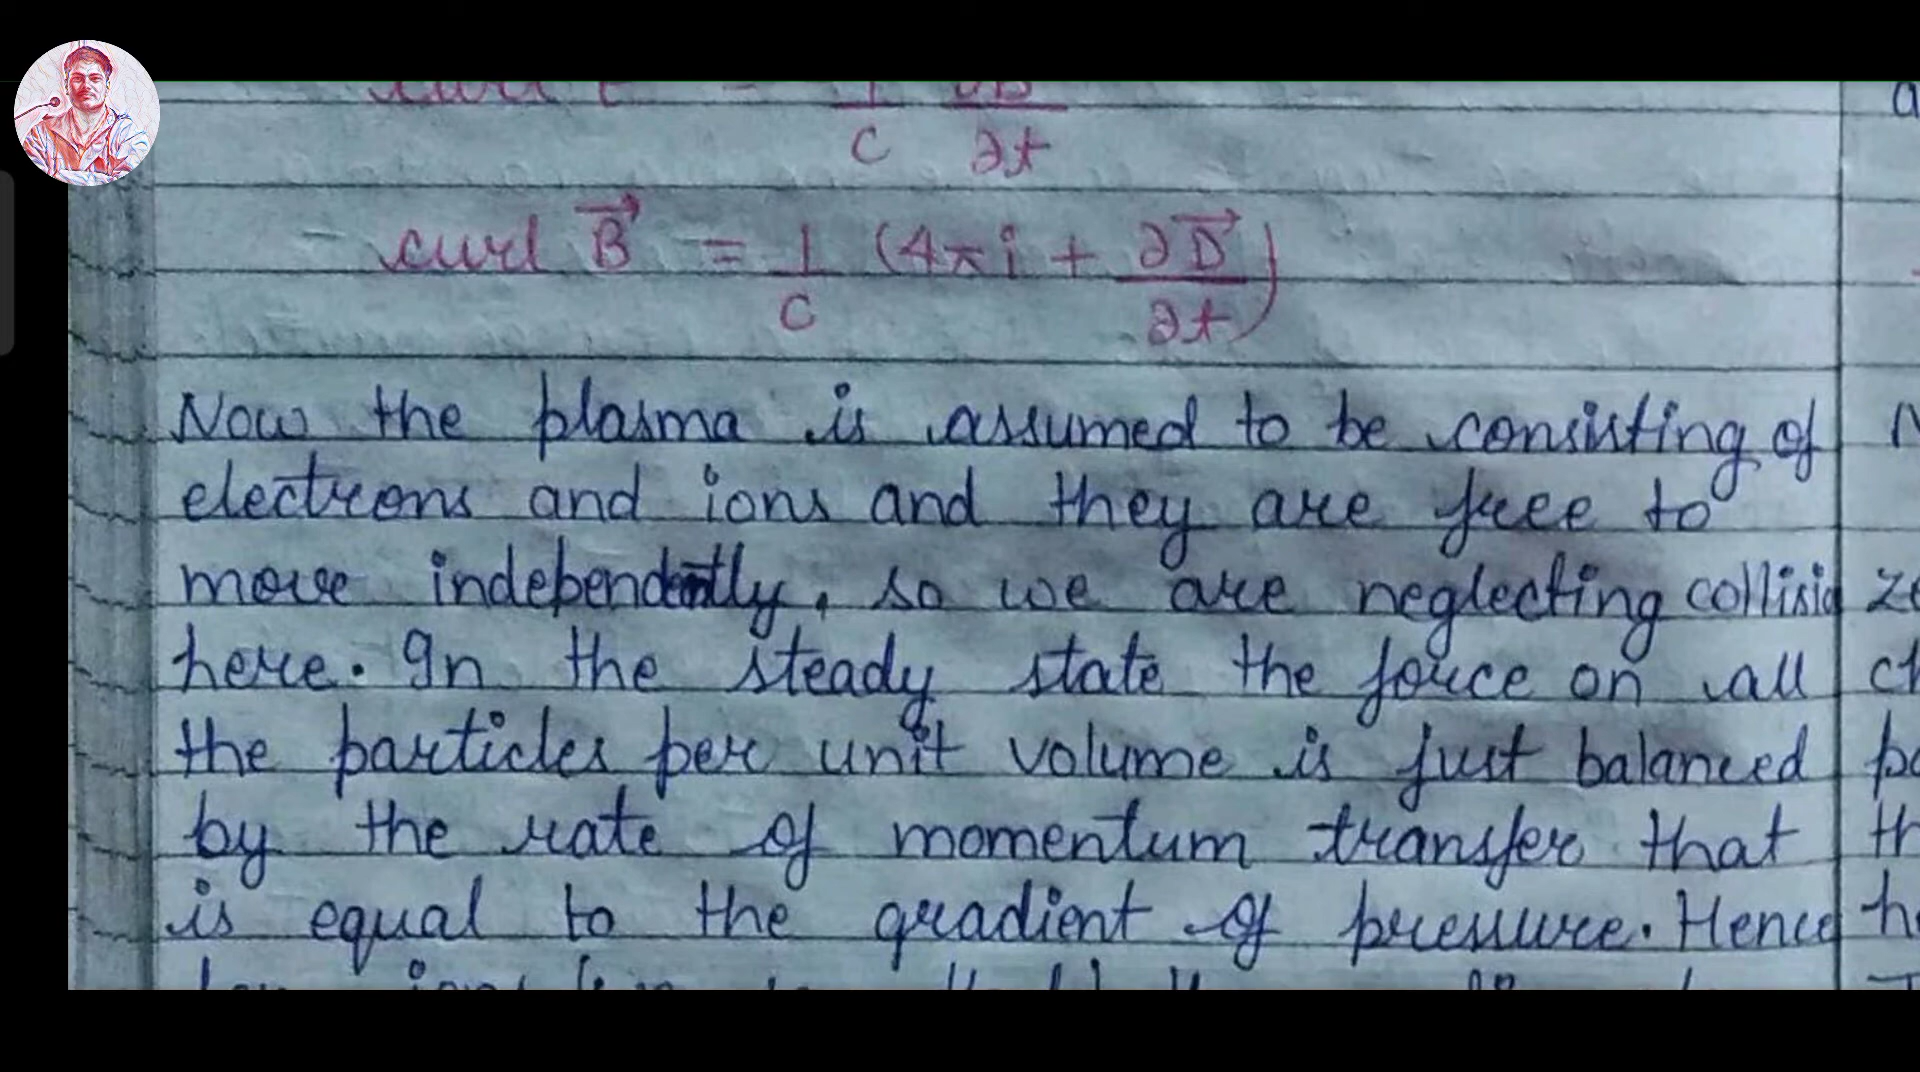 curl E = 1/c ∂B/∂t
curl B⃗ = 1/c (4πi + ∂D⃗/∂t)
Now the plasma is assumed to be consisting of
electrons and ions and they are free to
move independently, so we are neglecting collisio
here. In the steady state the force on all
the particles per unit volume is just balanced
by the rate of momentum transfer that
is equal to the gradient of pressure. Hence